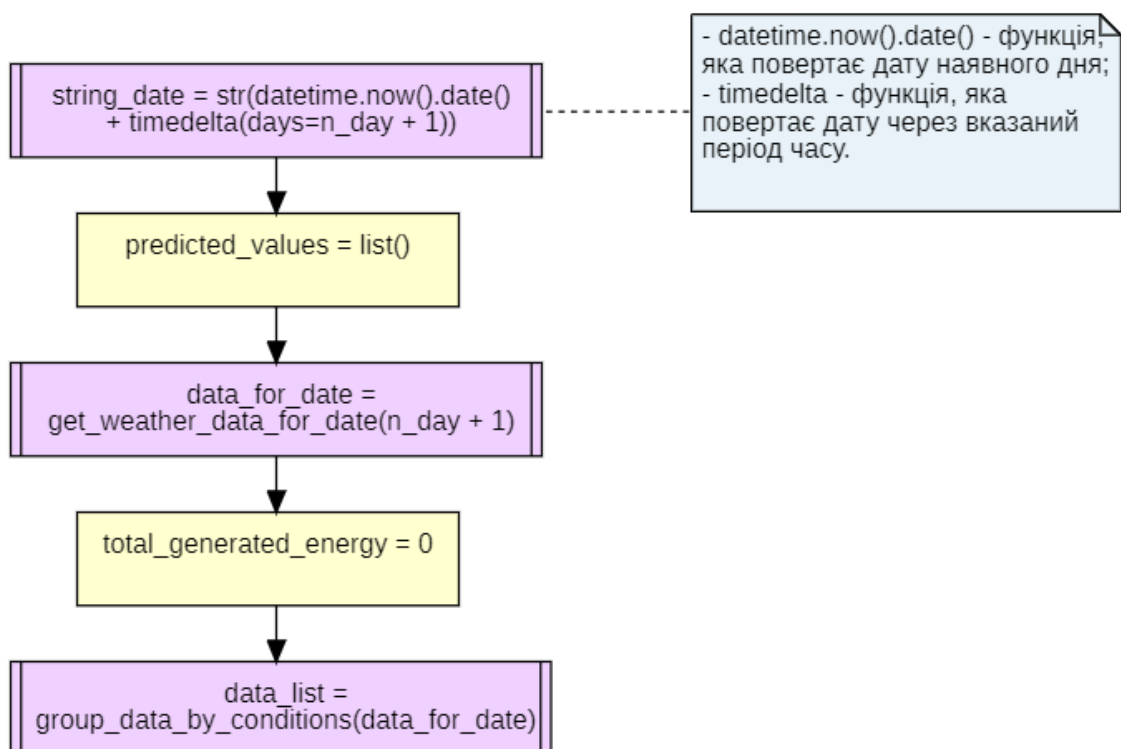 string_date = str(datetime.now().date()
+ timedelta(days=n_day + 1))
- datetime.now().date() - функція,
яка повертає дату наявного дня;
- timedelta - функція, яка
повертає дату через вказаний
період часу.
predicted_values = list()
data_for_date =
get_weather_data_for_date(n_day + 1)
total_generated_energy = 0
data_list =
group_data_by_conditions(data_for_date)